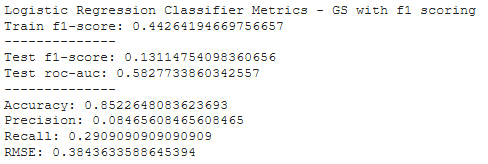 Logistic Regression Classifier Metrics - GS with f1 scoring
Train f1-score: 0.44264194669756657
--------------
Test f1-score: 0.13114754098360656
Test roc-auc: 0.5827733860342557
--------------
Accuracy: 0.8522648083623693
Precision: 0.08465608465608465
Recall: 0.2909090909090909
RMSE: 0.3843633588645394